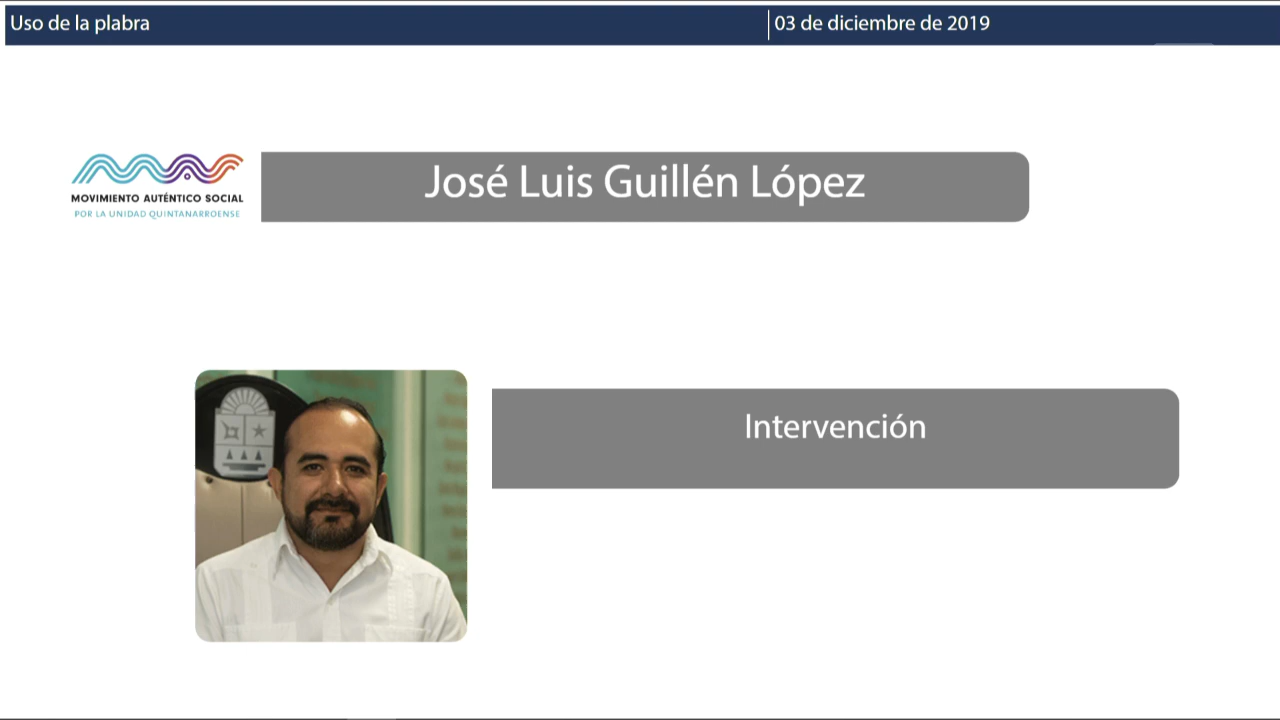 Uso de la plabra
03 de diciembre de 2019
MOVIMIENTO AUTÉNTICO SOCIAL
POR LA UNIDAD QUINTANARROENSE
José Luis Guillén López
Intervención